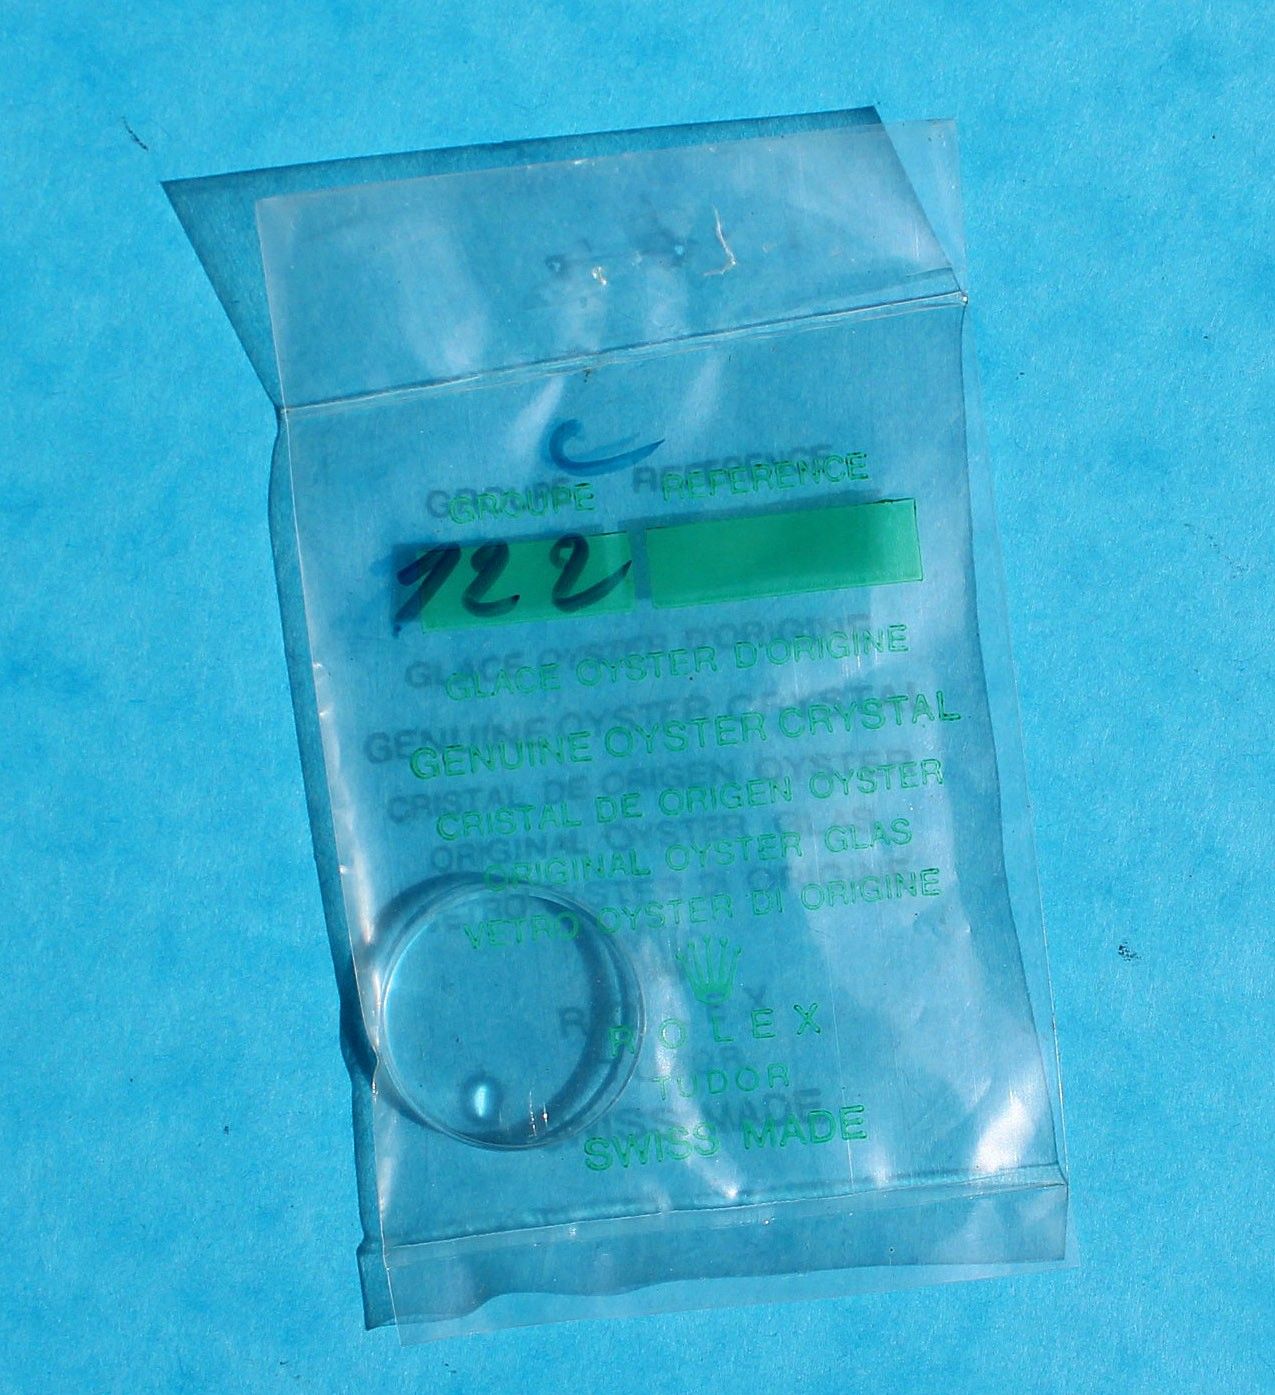 C
GROUPE REFERENCE
122
GLACE OYSTER D'ORIGINE
GENUINE OYSTER CRYSTAL
CRISTAL DE ORIGEN OYSTER
ORIGINAL OYSTER GLAS
VETRO OYSTER DI ORIGINE
ROLEX
TUDOR
SWISS MADE